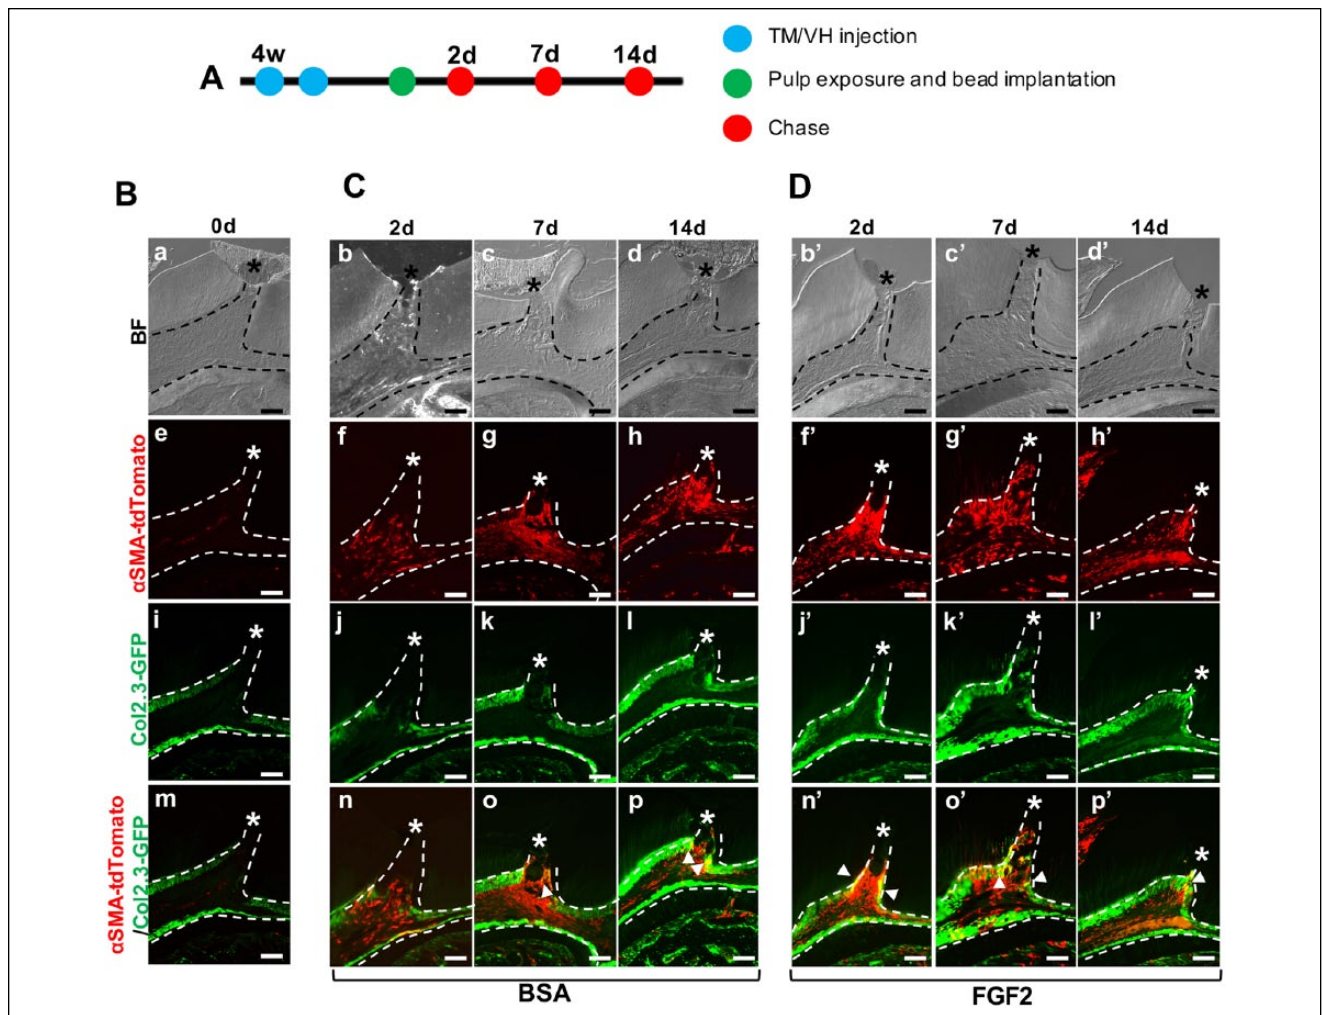 A
4w
2d
7d
14d
TM/VH injection
Pulp exposure and bead implantation
Chase
B
C
D
0d
2d
7d
14d
2d
7d
14d
BF
a
*
b
*
c
*
d
*
b’
*
c’
*
d’
*
αSMA-tdTomato
e
*
f
*
g
*
h
*
f’
*
g’
*
h’
*
Col2.3-GFP
i
*
j
*
k
*
l
*
j’
*
k’
*
l’
*
αSMA-tdTomato
/Col2.3-GFP
m
*
n
*
o
*
p
*
n’
*
o’
*
p’
*
BSA
FGF2